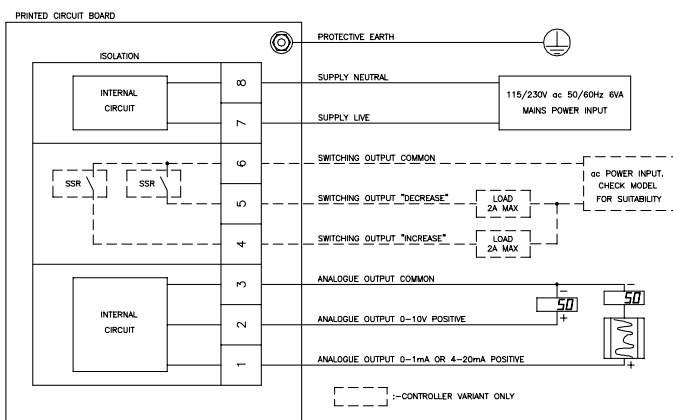 PRINTED CIRCUIT BOARD
PROTECTIVE EARTH
ISOLATION
INTERNAL
CIRCUIT
8
SUPPLY NEUTRAL
7
SUPPLY LIVE
115/230V ac 50/60Hz 6VA
MAINS POWER INPUT
6
SWITCHING OUTPUT COMMON
SSR
SSR
5
SWITCHING OUTPUT "DECREASE"
LOAD
2A MAX
ac POWER INPUT.
CHECK MODEL
FOR SUITABILITY
4
SWITCHING OUTPUT "INCREASE"
LOAD
2A MAX
3
ANALOGUE OUTPUT COMMON
INTERNAL
CIRCUIT
2
ANALOGUE OUTPUT 0-10V POSITIVE
-
50
+
-
50
+
1
ANALOGUE OUTPUT 0-1mA OR 4-20mA POSITIVE
:-CONTROLLER VARIANT ONLY